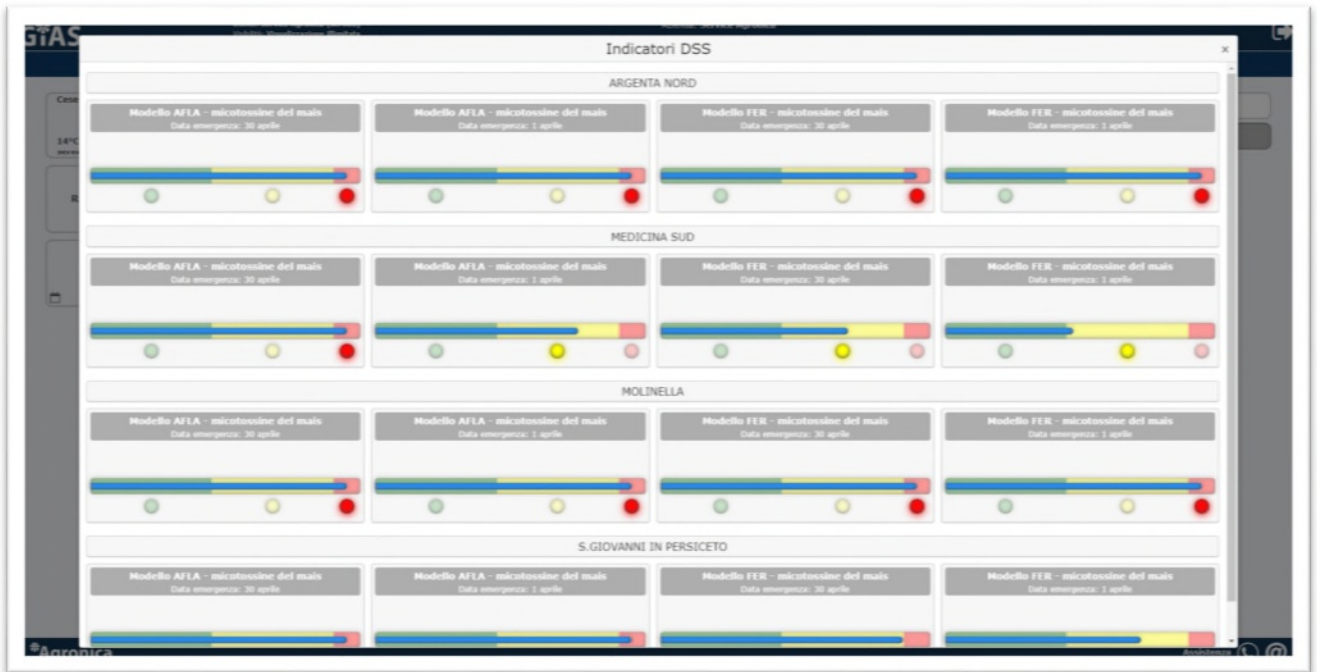 GIAS
Indicatori DSS
×
ARGENTA NORD
Modello AFLA - micotossine del mais
Data emergenza: 30 aprile
Modello AFLA - micotossine del mais
Data emergenza: 1 aprile
Modello FER - micotossine del mais
Data emergenza: 30 aprile
Modello FER - micotossine del mais
Data emergenza: 1 aprile
MEDICINA SUD
Modello AFLA - micotossine del mais
Data emergenza: 30 aprile
Modello AFLA - micotossine del mais
Data emergenza: 1 aprile
Modello FER - micotossine del mais
Data emergenza: 30 aprile
Modello FER - micotossine del mais
Data emergenza: 1 aprile
MOLINELLA
Modello AFLA - micotossine del mais
Data emergenza: 30 aprile
Modello AFLA - micotossine del mais
Data emergenza: 1 aprile
Modello FER - micotossine del mais
Data emergenza: 30 aprile
Modello FER - micotossine del mais
Data emergenza: 1 aprile
S.GIOVANNI IN PERSICETO
Modello AFLA - micotossine del mais
Data emergenza: 30 aprile
Modello AFLA - micotossine del mais
Data emergenza: 1 aprile
Modello FER - micotossine del mais
Data emergenza: 30 aprile
Modello FER - micotossine del mais
Data emergenza: 1 aprile
Cese
14°C
R
*Agronica
Assistenza
@